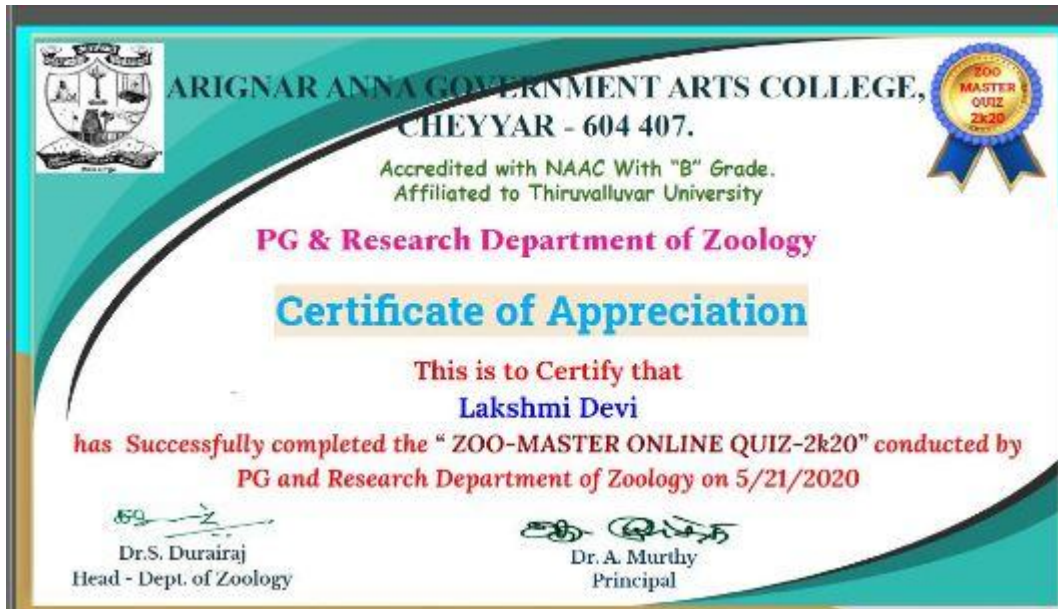 ARIGNAR ANNA GOVERNMENT ARTS COLLEGE,
CHEYYAR - 604 407.
ZOO
MASTER
QUIZ
2k20
Accredited with NAAC With "B" Grade.
Affiliated to Thiruvalluvar University
PG & Research Department of Zoology
Certificate of Appreciation
This is to Certify that
Lakshmi Devi
has Successfully completed the “ ZOO-MASTER ONLINE QUIZ-2k20” conducted by
PG and Research Department of Zoology on 5/21/2020
Dr.S. Durairaj
Head - Dept. of Zoology
Dr. A. Murthy
Principal